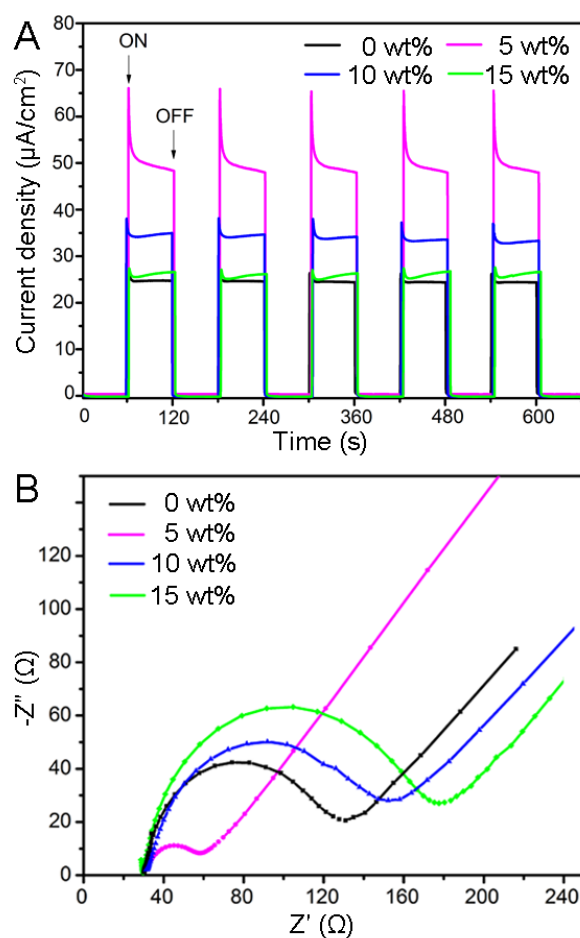 A
ON
OFF
0 wt%
5 wt%
10 wt%
15 wt%
Current density (μA/cm²)
80
70
60
50
40
30
20
10
0
0 120 240 360 480 600
Time (s)
B
0 wt%
5 wt%
10 wt%
15 wt%
-Z" (Ω)
140
120
100
80
60
40
20
0
0 40 80 120 160 200 240
Z' (Ω)